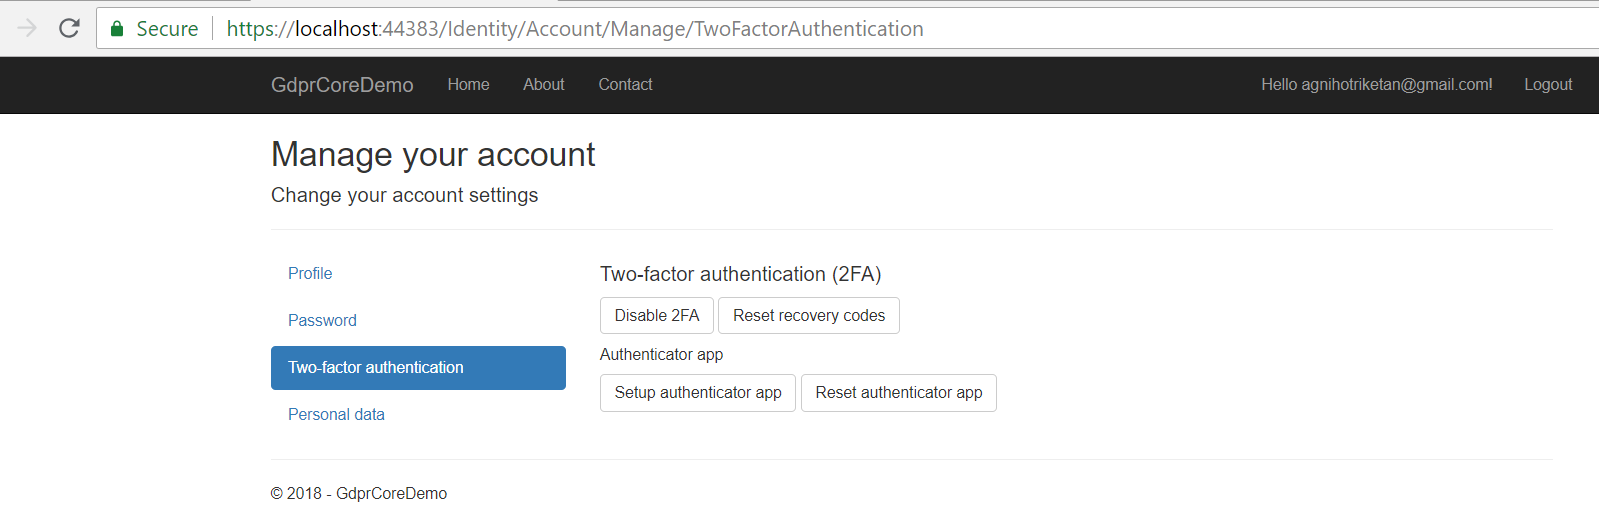 Secure https://localhost:44383/Identity/Account/Manage/TwoFactorAuthentication
GdprCoreDemo Home About Contact Hello agnihotriketan@gmail.com! Logout
Manage your account
Change your account settings
Profile
Password
Two-factor authentication
Personal data
Two-factor authentication (2FA)
Disable 2FA Reset recovery codes
Authenticator app
Setup authenticator app Reset authenticator app
© 2018 - GdprCoreDemo